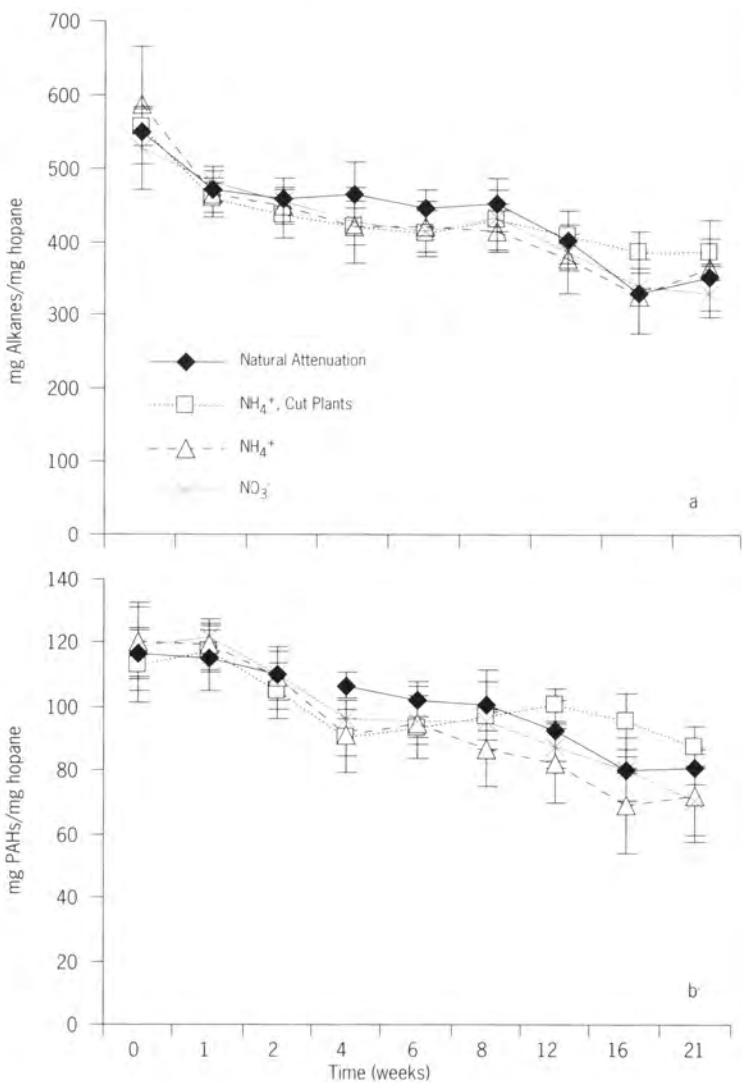 700
600
500
400
300
200
100
0
mg Alkanes/mg hopane
Natural Attenuation
NH₄⁺, Cut Plants
NH₄⁺
NO₃⁻
a
140
120
100
80
60
40
20
0
mg PAHs/mg hopane
b
0 1 2 4 6 8 12 16 21
Time (weeks)